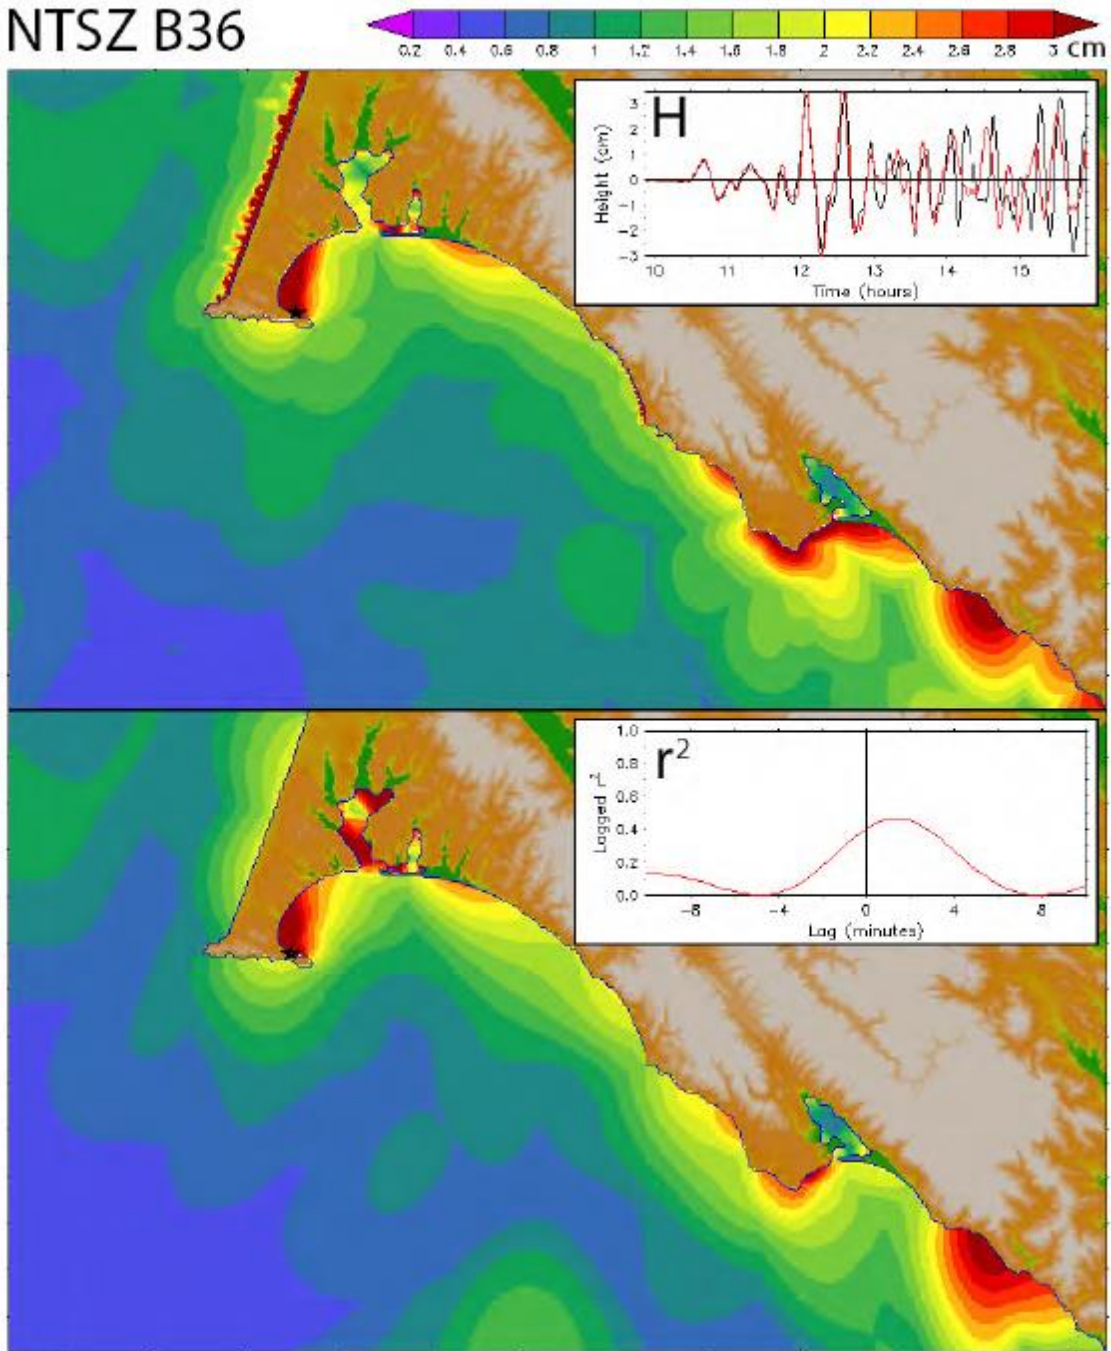 NTSZ B36
0.2 0.4 0.6 0.8 1 1.2 1.4 1.6 1.8 2 2.2 2.4 2.6 2.8 3 cm
H
Height (cm)
3
2
1
0
-1
-2
-3
10 11 12 13 14 15
Time (hours)
r²
Lagged r²
1.0
0.8
0.6
0.4
0.2
0.0
-8 -4 0 4 8
Lag (minutes)